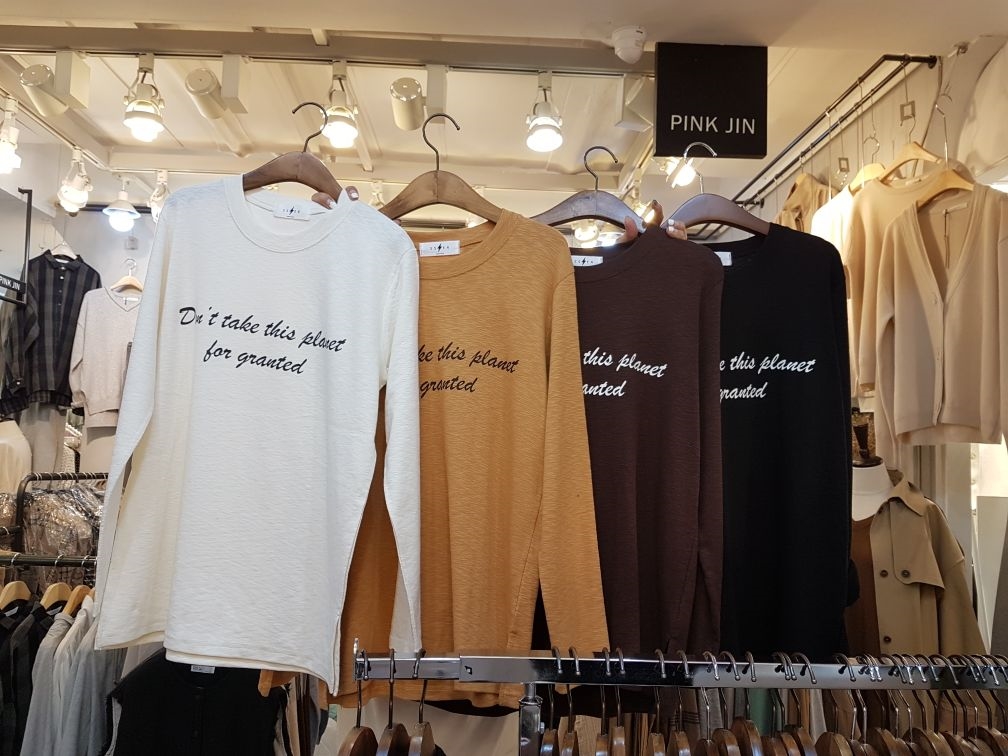 PINK JIN
PINK JIN
Don't take this planet
for granted
ke this planet
granted
this planet
anted
e this planet
granted